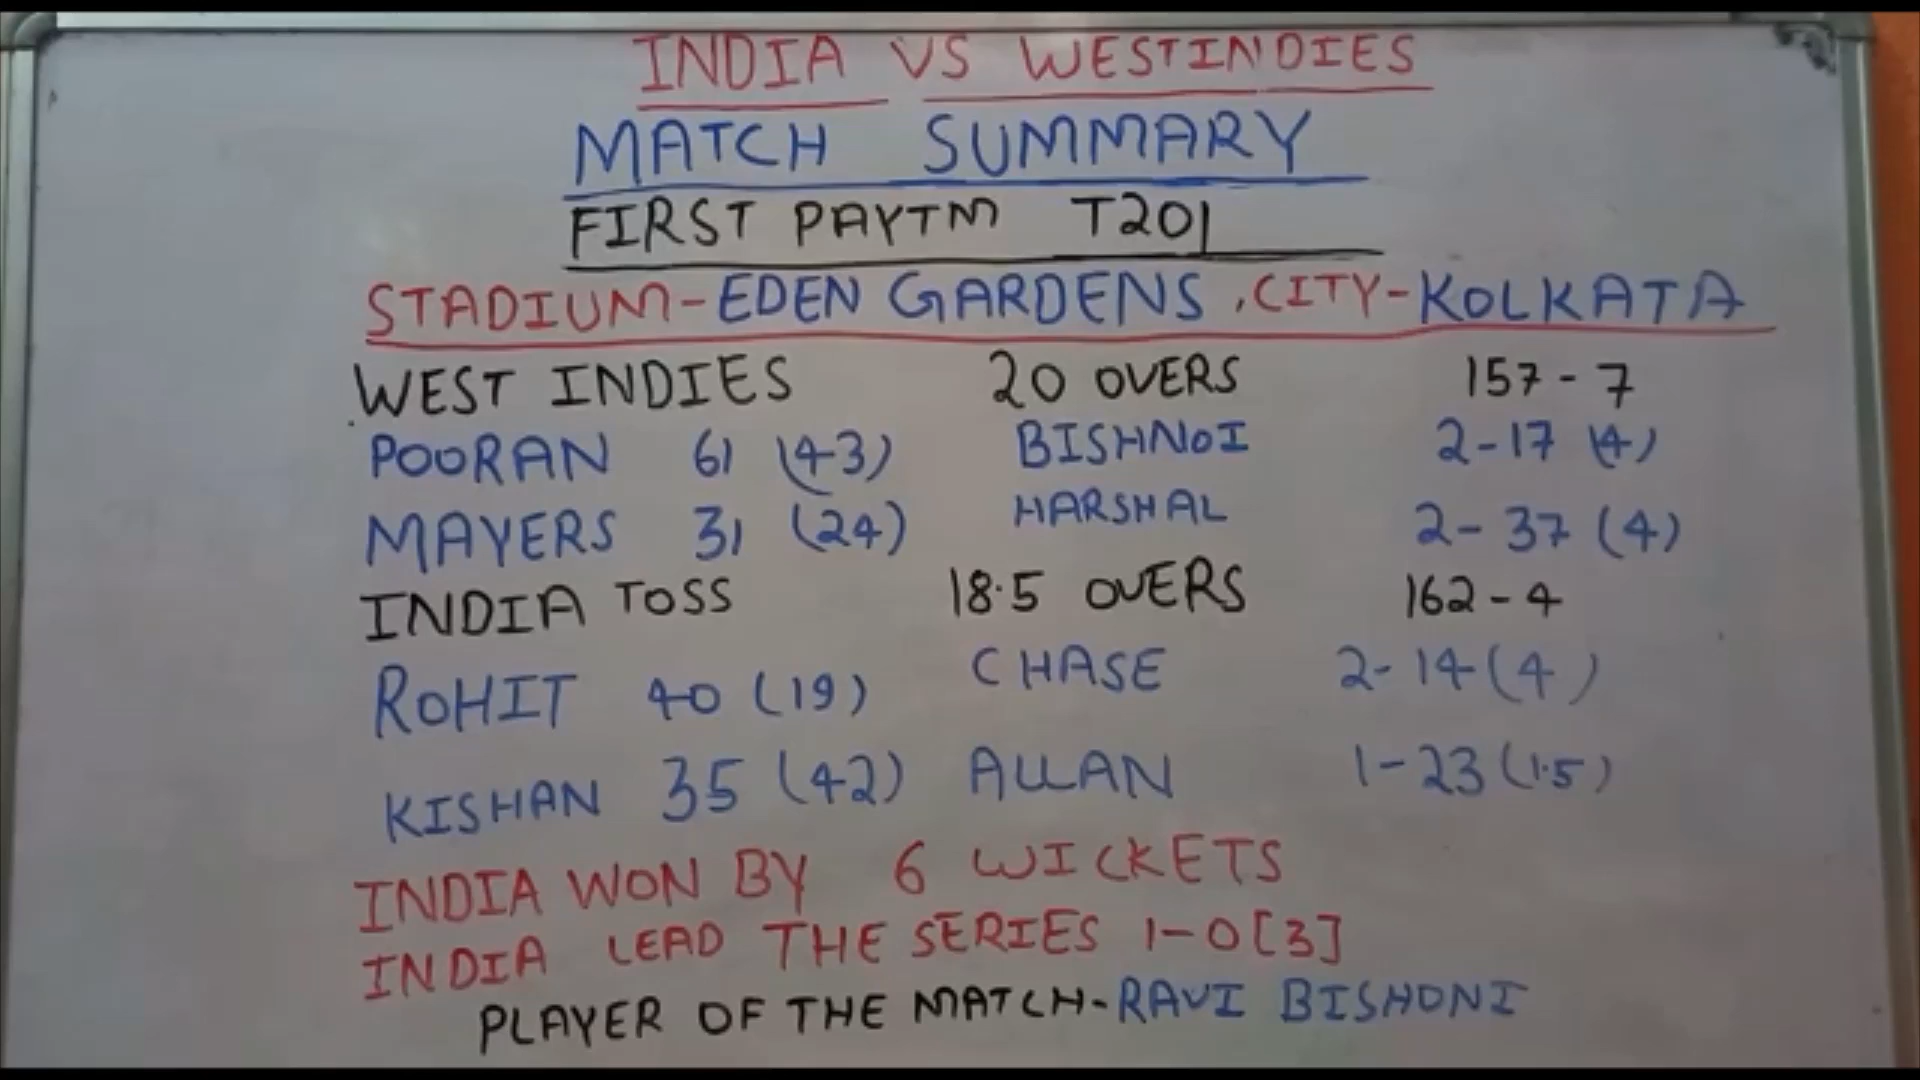 INDIA VS WESTINDIES
MATCH SUMMARY
FIRST PAYTM T20I
STADIUM-EDEN GARDENS, CITY-KOLKATA
WEST INDIES 20 OVERS 157-7
POORAN 61 (43) BISHNOI 2-17 (4)
MAYERS 31 (24) HARSHAL 2-37 (4)
INDIA TOSS 18.5 OVERS 162-4
ROHIT 40 (19) CHASE 2-14 (4)
KISHAN 35 (42) ALLAN 1-23 (1.5)
INDIA WON BY 6 WICKETS
INDIA LEAD THE SERIES 1-0 [3]
PLAYER OF THE MATCH-RAVI BISHONI